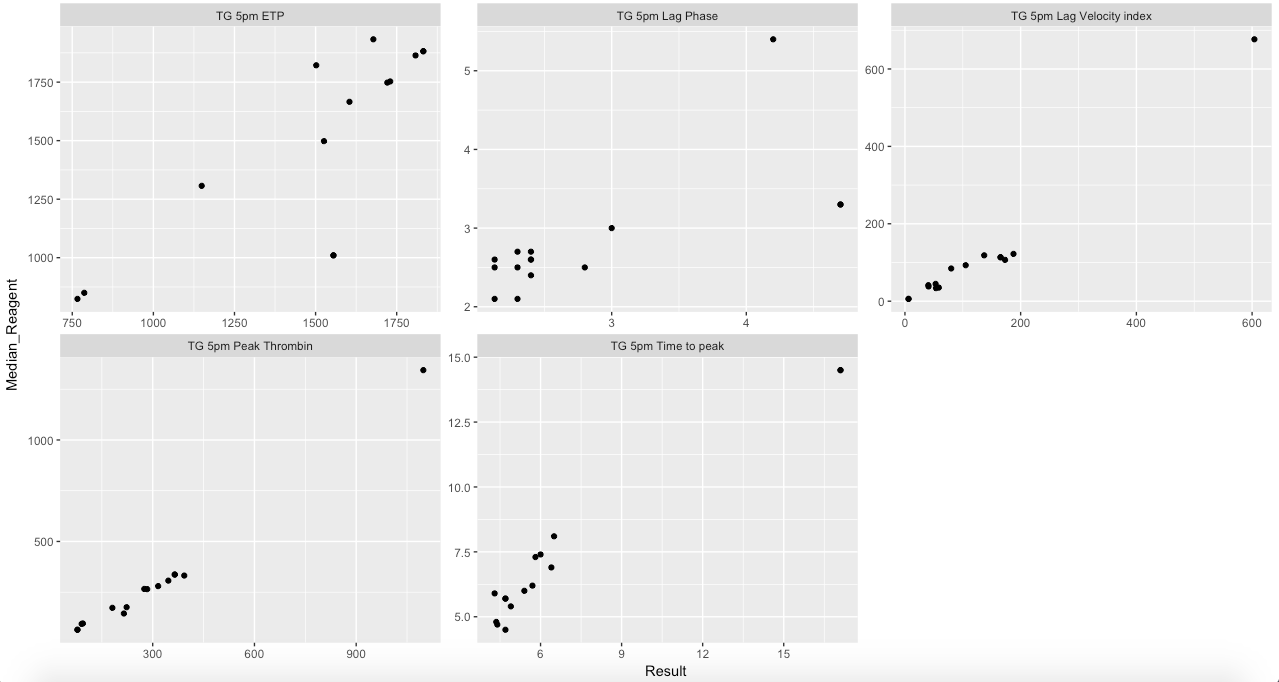 TG 5pm ETP
TG 5pm Lag Phase
TG 5pm Lag Velocity index
1750
1500
1250
1000
750 1000 1250 1500 1750
5
4
3
2
3 4
600
400
200
0
0 200 400 600
Median_Reagent
TG 5pm Peak Thrombin
TG 5pm Time to peak
1000
500
300 600 900
15.0
12.5
10.0
7.5
5.0
6 9 12 15
Result